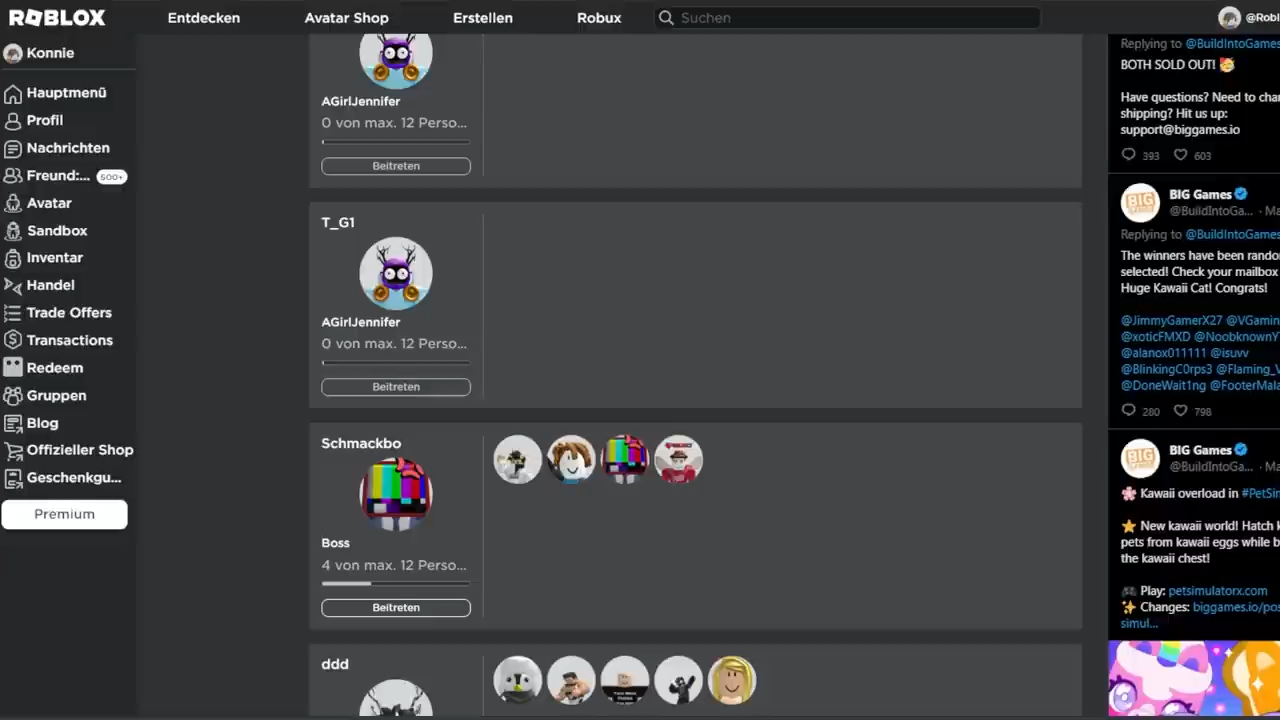 ROBLOX
Entdecken
Avatar Shop
Erstellen
Robux
Suchen
@Robl
Konnie
Hauptmenü
Profil
Nachrichten
Freund:... 500+
Avatar
Sandbox
Inventar
Handel
Trade Offers
Transactions
Redeem
Gruppen
Blog
Offizieller Shop
Geschenkgu...
Premium
AGirlJennifer
0 von max. 12 Perso...
Beitreten
T_G1
AGirlJennifer
0 von max. 12 Perso...
Beitreten
Schmackbo
Boss
4 von max. 12 Perso...
Beitreten
ddd
Replying to @BuildIntoGames
BOTH SOLD OUT! 🥳
Have questions? Need to chan
shipping? Hit us up:
support@biggames.io
393 603
BIG Games
@BuildIntoGa... · Ma
Replying to @BuildIntoGames
The winners have been rando
selected! Check your mailbox
Huge Kawaii Cat! Congrats!
@JimmyGamerX27 @VGamin
@xoticFMXD @NoobknownY
@alanox011111 @isuvv
@BlinkingC0rps3 @Flaming_V
@DoneWait1ng @FooterMala
280 798
BIG Games
@BuildIntoGa... · Ma
🌸 Kawaii overload in #PetSi
⭐ New kawaii world! Hatch k
pets from kawaii eggs while b
the kawaii chest!
🎮 Play: petsimulatorx.com
✨ Changes: biggames.io/pos
simul...